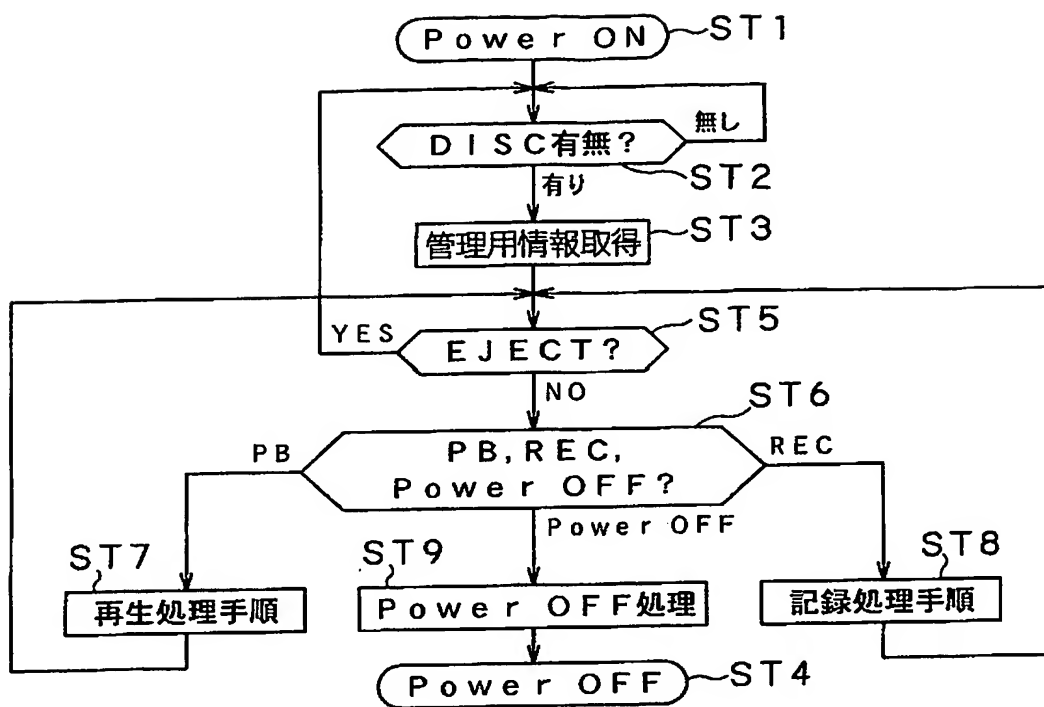 Power ON
ST1
無し
DISC有無?
ST2
有り
管理用情報取得
ST3
YES
EJECT?
ST5
NO
ST6
PB
PB,REC,
Power OFF?
REC
Power OFF
ST7
ST9
ST8
再生処理手順
Power OFF処理
記録処理手順
Power OFF
ST4